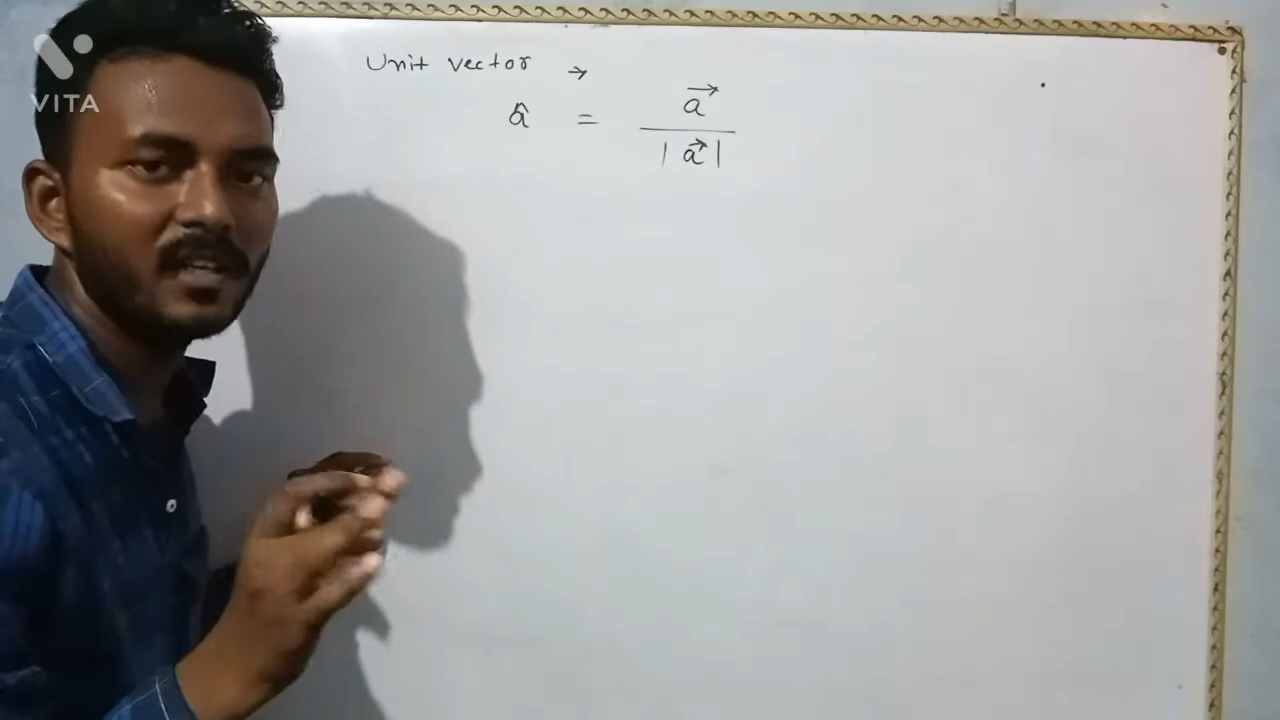 VITA
Unit vector →
â = a⃗ / |a⃗|